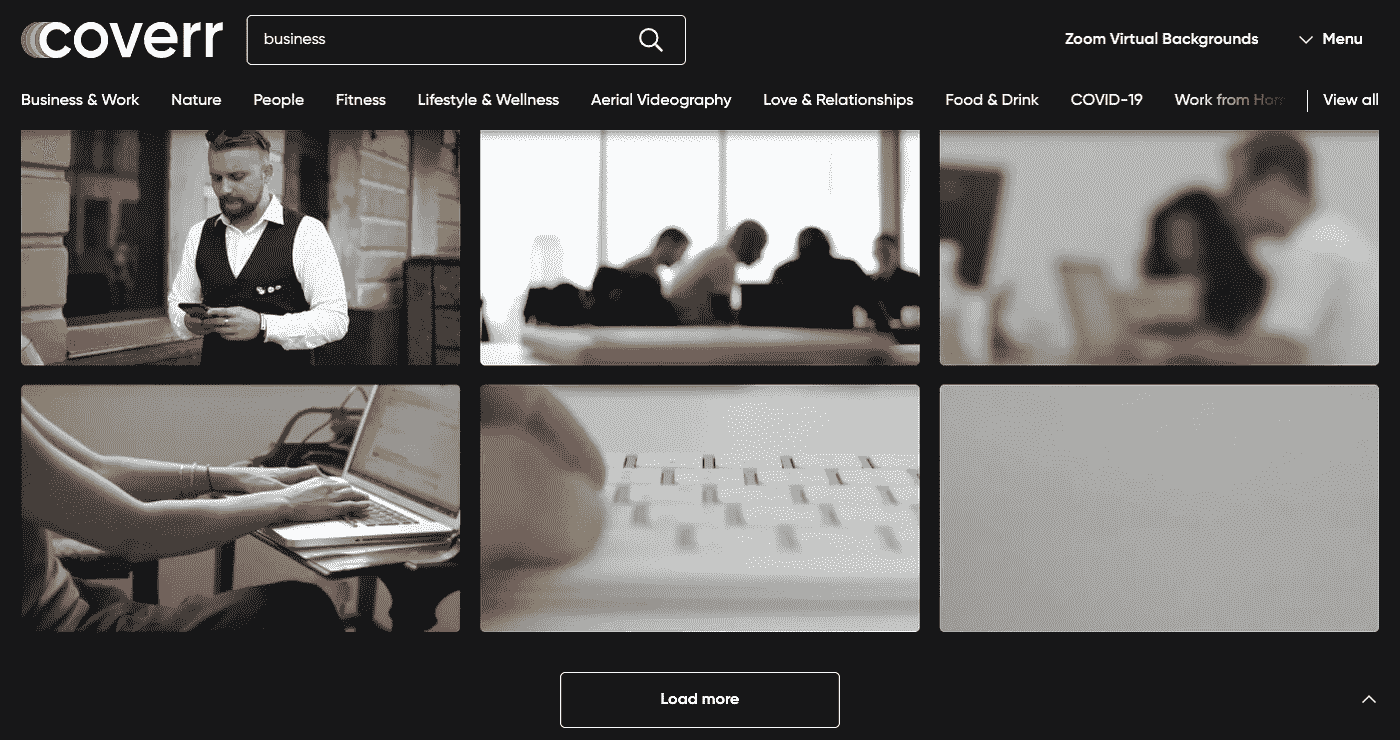 coverr
business
Zoom Virtual Backgrounds
Menu
Business & Work
Nature
People
Fitness
Lifestyle & Wellness
Aerial Videography
Love & Relationships
Food & Drink
COVID-19
Work from Hom
View all
Load more